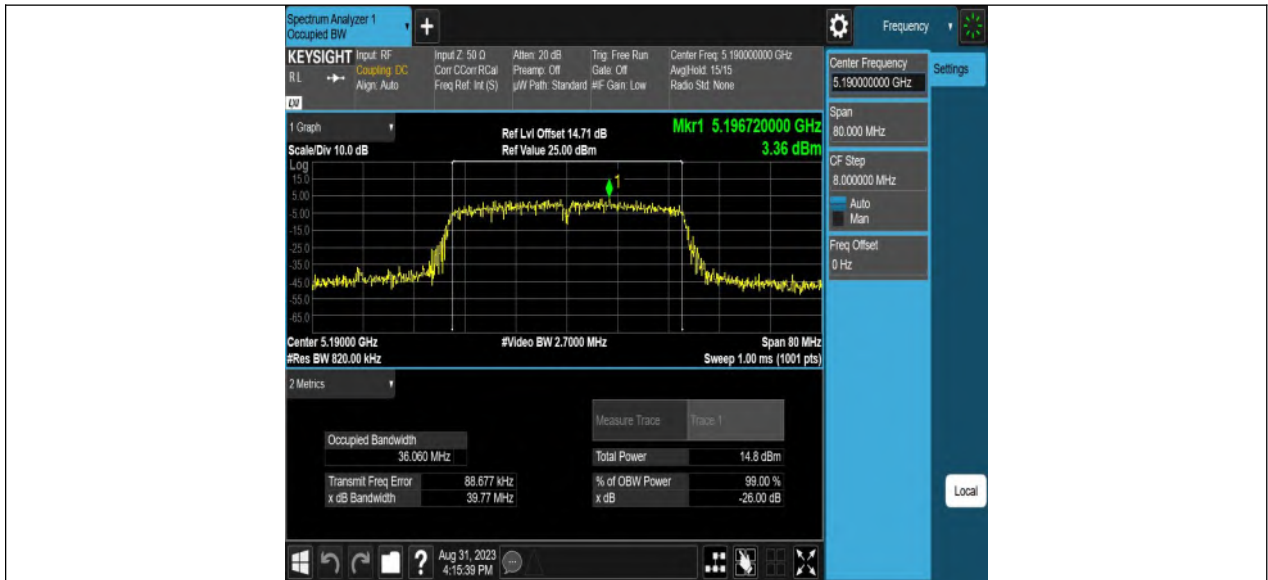 Spectrum Analyzer 1
Occupied BW
+
Frequency
KEYSIGHT
RL
LXI
Input: RF
Coupling: DC
Align: Auto
Input Z: 50 Ω
Corr CCorr RCal
Freq Ref: Int (S)
Atten: 20 dB
Preamp: Off
µW Path: Standard
Trig: Free Run
Gate: Off
#IF Gain: Low
Center Freq: 5.190000000 GHz
Avg|Hold: 15/15
Radio Std: None
Center Frequency
5.190000000 GHz
Settings
Span
80.000 MHz
CF Step
8.000000 MHz
Auto
Man
Freq Offset
0 Hz
1 Graph
Scale/Div 10.0 dB
Ref Lvl Offset 14.71 dB
Ref Value 25.00 dBm
Mkr1 5.196720000 GHz
3.36 dBm
Log
15.0
5.00
-5.00
-15.0
-25.0
-35.0
-45.0
-55.0
-65.0
1
Center 5.19000 GHz
#Res BW 820.00 kHz
#Video BW 2.7000 MHz
Span 80 MHz
Sweep 1.00 ms (1001 pts)
2 Metrics
Measure Trace Trace 1
Occupied Bandwidth
36.060 MHz
Total Power 14.8 dBm
Transmit Freq Error 88.677 kHz
% of OBW Power 99.00 %
x dB Bandwidth 39.77 MHz
x dB -26.00 dB
Local
?
Aug 31, 2023
4:15:39 PM